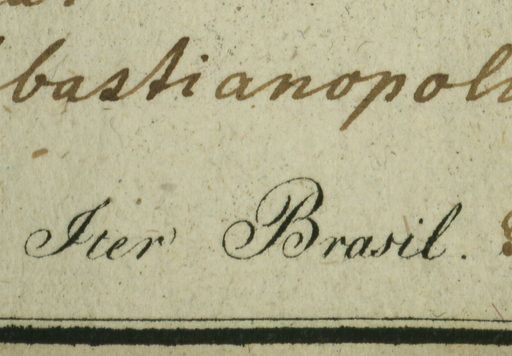 bastianopol
Iter Brasil.